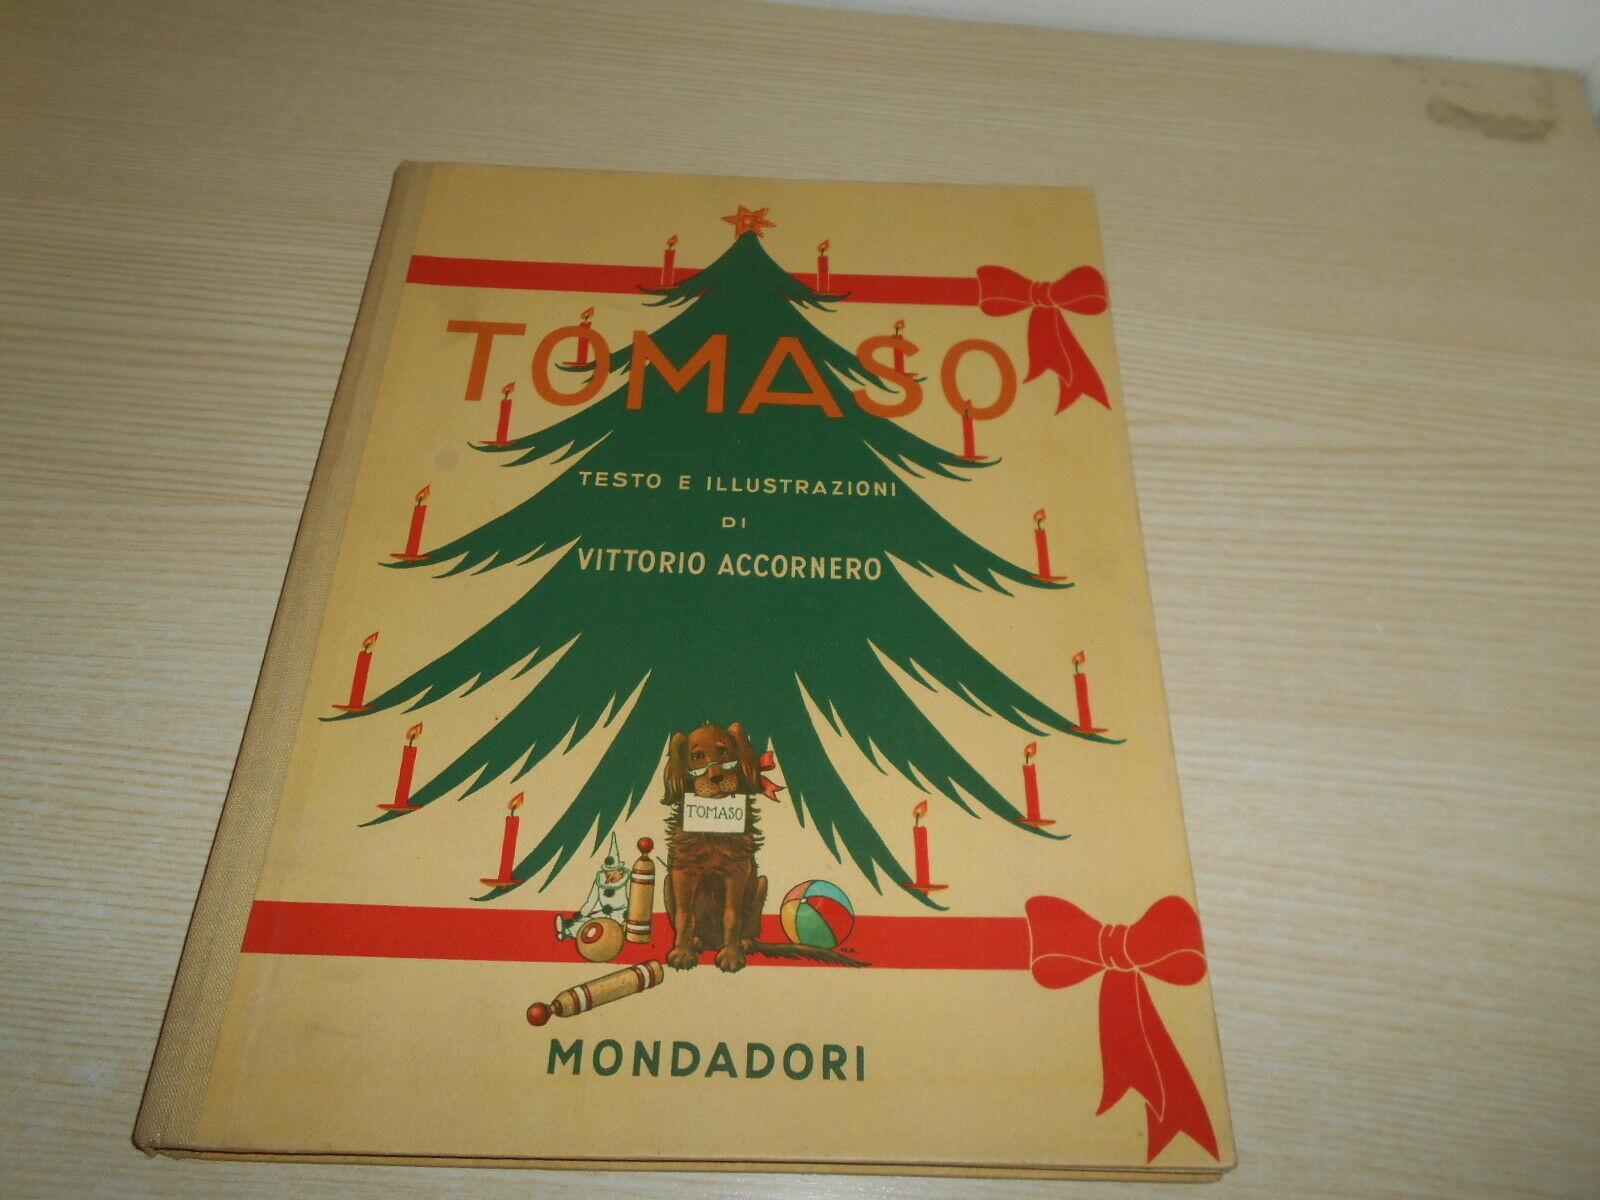 TOMASO
TESTO E ILLUSTRAZIONI
DI
VITTORIO ACCORNERO
TOMASO
MONDADORI